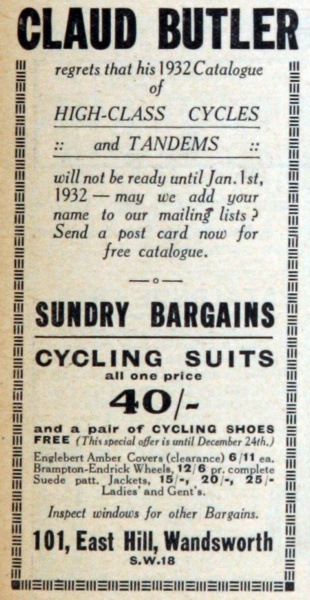 CLAUD BUTLER
regrets that his 1932 Catalogue
of
HIGH-CLASS CYCLES
:: and TANDEMS ::
will not be ready until Jan. 1st,
1932 — may we add your
name to our mailing lists ?
Send a post card now for
free catalogue.
SUNDRY BARGAINS
CYCLING SUITS
all one price
40/-
and a pair of CYCLING SHOES
FREE (This special offer is until December 24th.)
Englebert Amber Covers (clearance) 6/11 ea.
Brampton-Endrick Wheels, 12/6 pr. complete
Suede patt. Jackets, 15/-, 20/-, 25/-
Ladies' and Gent's.
Inspect windows for other Bargains.
101, East Hill, Wandsworth
S.W.18